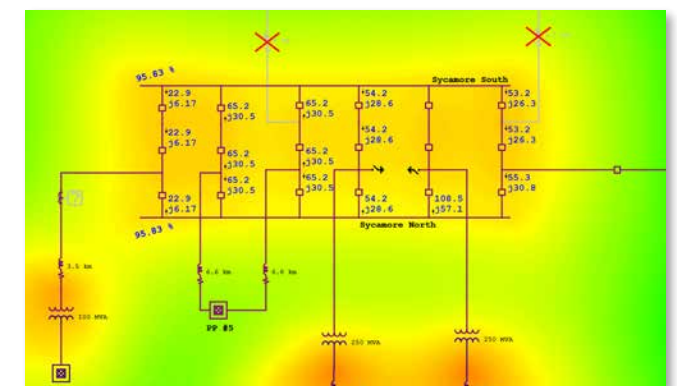 95.83 %
Sycamore South
22.9
j6.17
65.2
j30.5
65.2
j30.5
54.2
j28.6
53.2
j26.3
22.9
j6.17
65.2
j30.5
65.2
j30.5
54.2
j28.6
53.2
j26.3
65.2
j30.5
65.2
j30.5
55.3
j30.8
22.9
j6.17
54.2
j28.6
108.5
j57.1
95.83 %
Sycamore North
3.5 km
6.6 km
6.6 km
100 MVA
PP #5
250 MVA
250 MVA